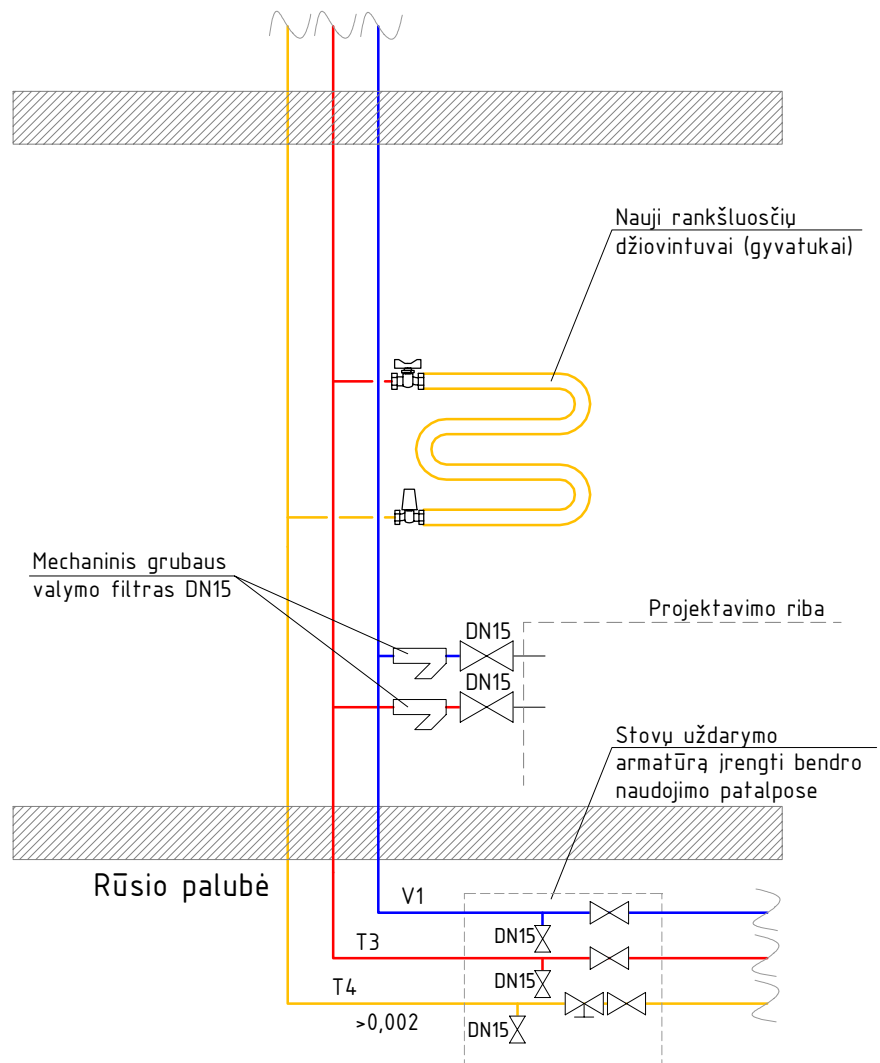 Nauji rankšluosčių
džiovintuvai (gyvatukai)
Mechaninis grubaus
valymo filtras DN15
Projektavimo riba
DN15
DN15
Stovų uždarymo
armatūrą įrengti bendro
naudojimo patalpose
Rūsio palubė
V1
DN15
T3
DN15
T4
>0,002
DN15